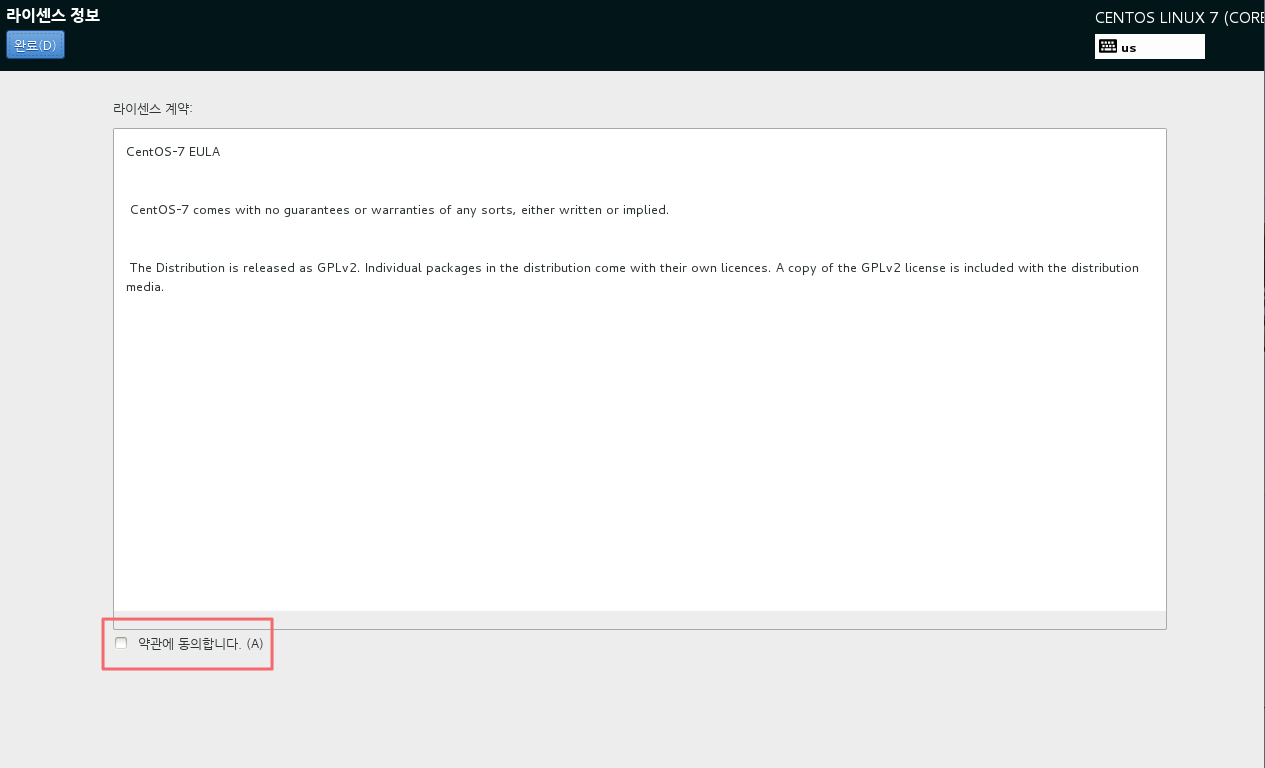 라이센스 정보
CENTOS LINUX 7 (CORE
완료(D)
us
라이센스 계약:
CentOS-7 EULA
CentOS-7 comes with no guarantees or warranties of any sorts, either written or implied.
The Distribution is released as GPLv2. Individual packages in the distribution come with their own licences. A copy of the GPLv2 license is included with the distribution
media.
약관에 동의합니다. (A)